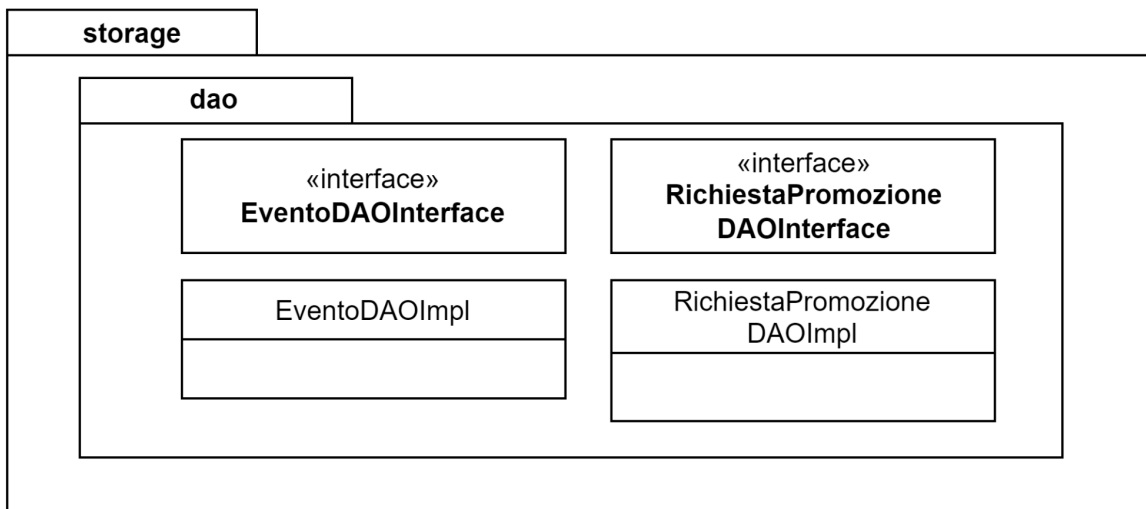 storage
dao
«interface»
EventoDAOInterface
«interface»
RichiestaPromozione
DAOInterface
EventoDAOImpl
RichiestaPromozione
DAOImpl